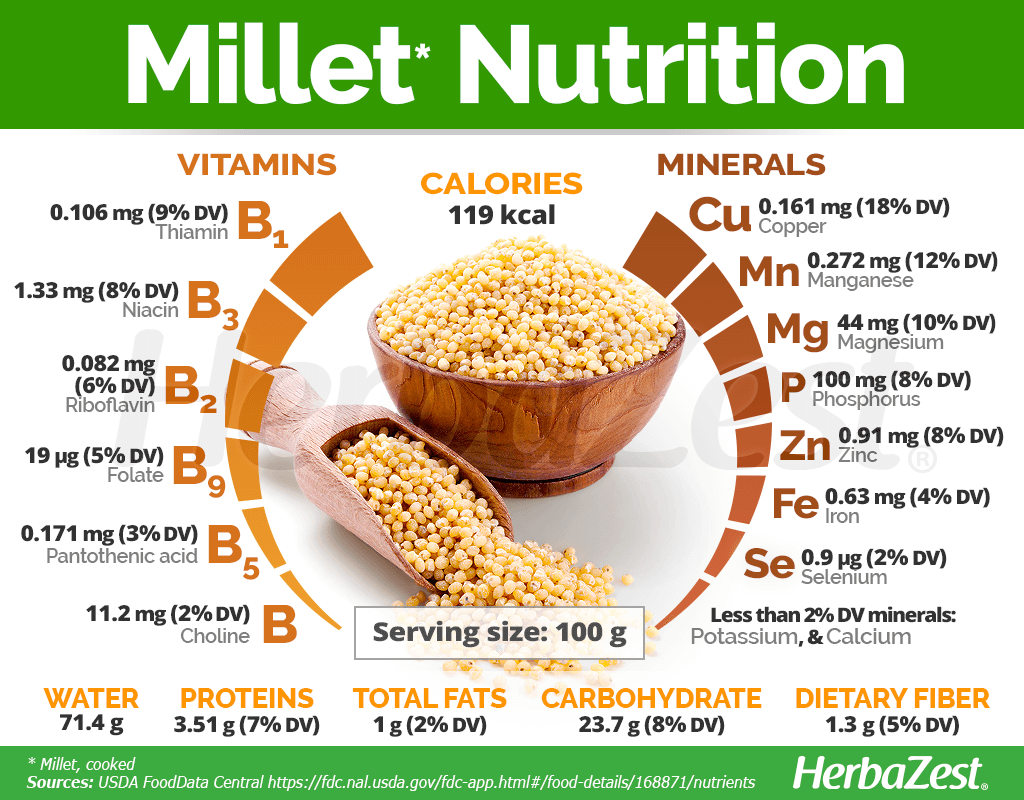 Millet* Nutrition
VITAMINS
B1
0.106 mg (9% DV)
Thiamin
B3
1.33 mg (8% DV)
Niacin
B2
0.082 mg
(6% DV)
Riboflavin
B9
19 µg (5% DV)
Folate
B5
0.171 mg (3% DV)
Pantothenic acid
B
11.2 mg (2% DV)
Choline
CALORIES
119 kcal
MINERALS
Cu
0.161 mg (18% DV)
Copper
Mn
0.272 mg (12% DV)
Manganese
Mg
44 mg (10% DV)
Magnesium
P
100 mg (8% DV)
Phosphorus
Zn
0.91 mg (8% DV)
Zinc
Fe
0.63 mg (4% DV)
Iron
Se
0.9 µg (2% DV)
Selenium
Less than 2% DV minerals:
Potassium, & Calcium
HerbaZest®
Serving size: 100 g
WATER
71.4 g
PROTEINS
3.51 g (7% DV)
TOTAL FATS
1 g (2% DV)
CARBOHYDRATE
23.7 g (8% DV)
DIETARY FIBER
1.3 g (5% DV)
* Millet, cooked
Sources: USDA FoodData Central https://fdc.nal.usda.gov/fdc-app.html#/food-details/168871/nutrients
HerbaZest®